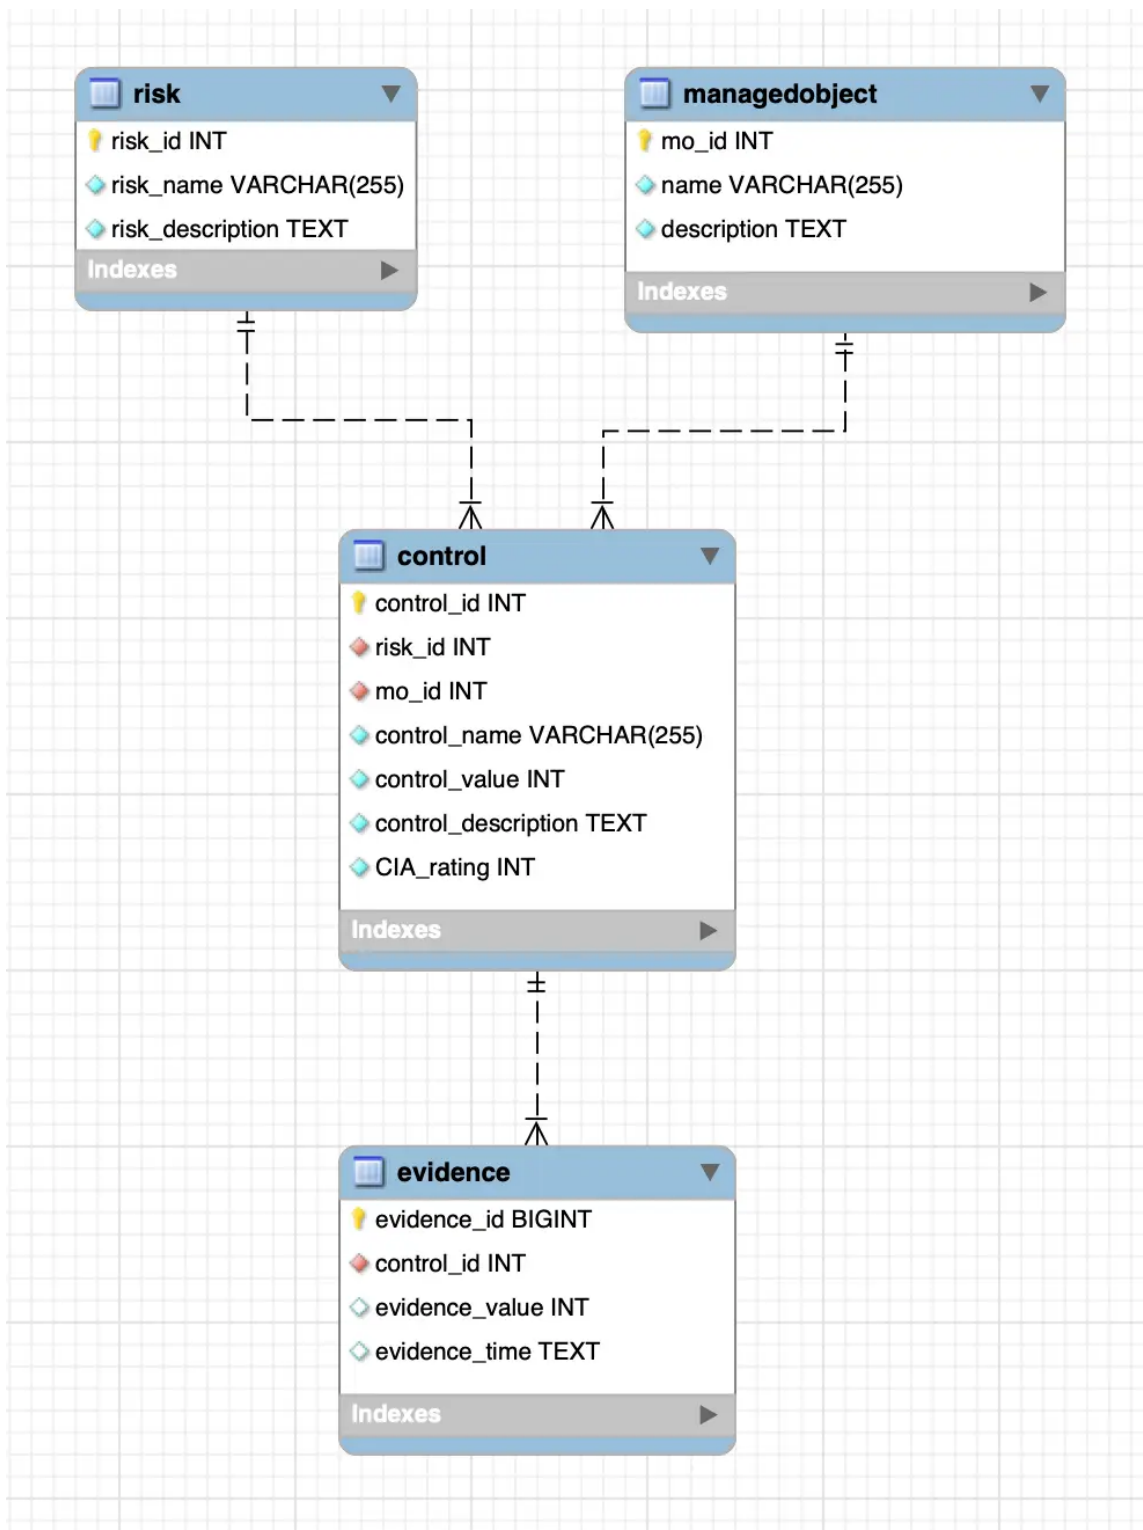 risk
risk_id INT
risk_name VARCHAR(255)
risk_description TEXT
Indexes
managedobject
mo_id INT
name VARCHAR(255)
description TEXT
Indexes
control
control_id INT
risk_id INT
mo_id INT
control_name VARCHAR(255)
control_value INT
control_description TEXT
CIA_rating INT
Indexes
evidence
evidence_id BIGINT
control_id INT
evidence_value INT
evidence_time TEXT
Indexes